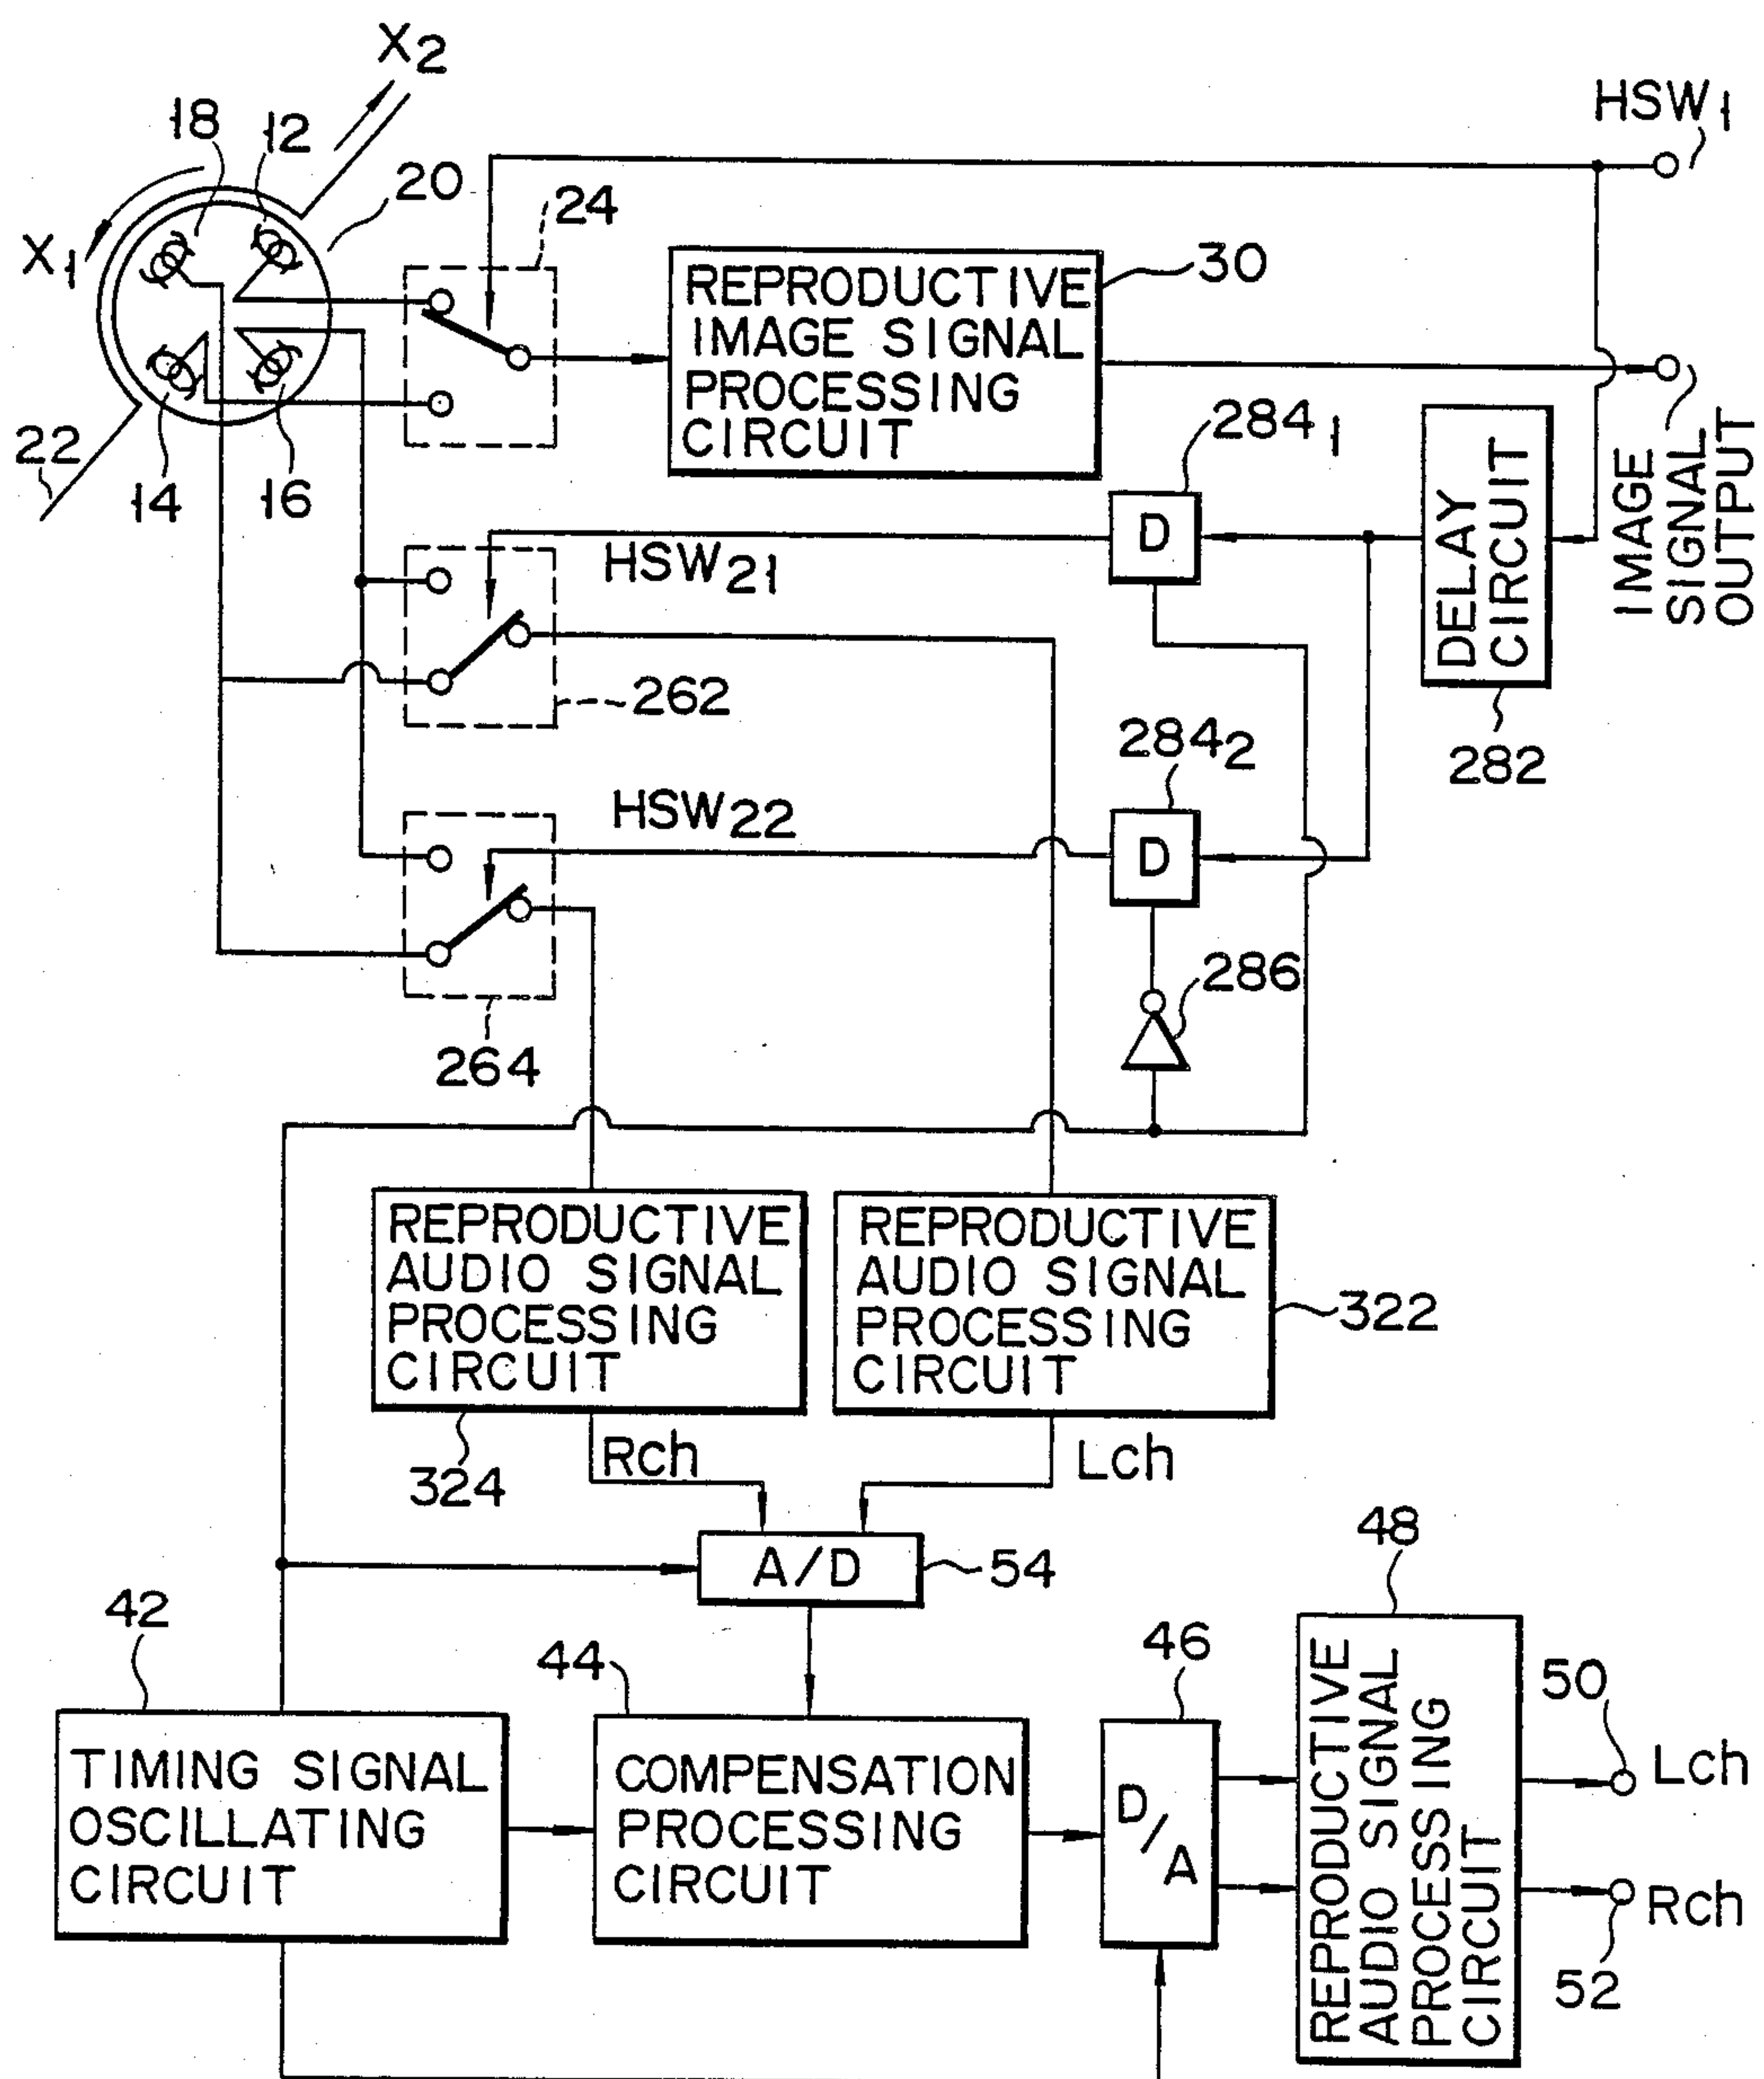 X2
18
12
20
X1
24
HSW1
REPRODUCTIVE
IMAGE SIGNAL
PROCESSING
CIRCUIT
30
22
14
16
2841
D
DELAY
CIRCUIT
IMAGE
SIGNAL
OUTPUT
HSW21
262
282
2842
D
HSW22
264
286
REPRODUCTIVE
AUDIO SIGNAL
PROCESSING
CIRCUIT
REPRODUCTIVE
AUDIO SIGNAL
PROCESSING
CIRCUIT
322
324
Rch
Lch
A/D
54
48
42
44
46
50
TIMING SIGNAL
OSCILLATING
CIRCUIT
COMPENSATION
PROCESSING
CIRCUIT
D/A
REPRODUCTIVE
AUDIO SIGNAL
PROCESSING
CIRCUIT
Lch
Rch
52